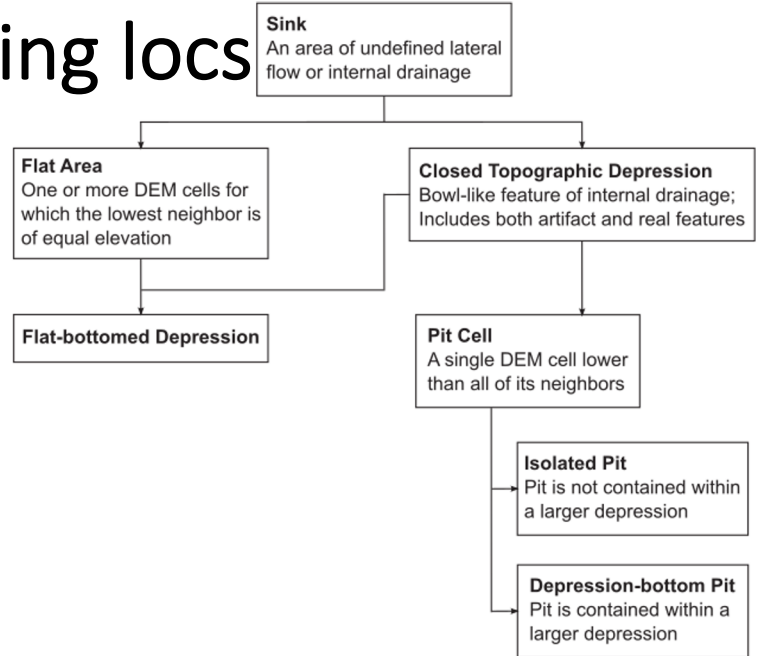 ing locs
Sink
An area of undefined lateral
flow or internal drainage
Flat Area
One or more DEM cells for
which the lowest neighbor is
of equal elevation
Closed Topographic Depression
Bowl-like feature of internal drainage;
Includes both artifact and real features
Flat-bottomed Depression
Pit Cell
A single DEM cell lower
than all of its neighbors
Isolated Pit
Pit is not contained within
a larger depression
Depression-bottom Pit
Pit is contained within a
larger depression